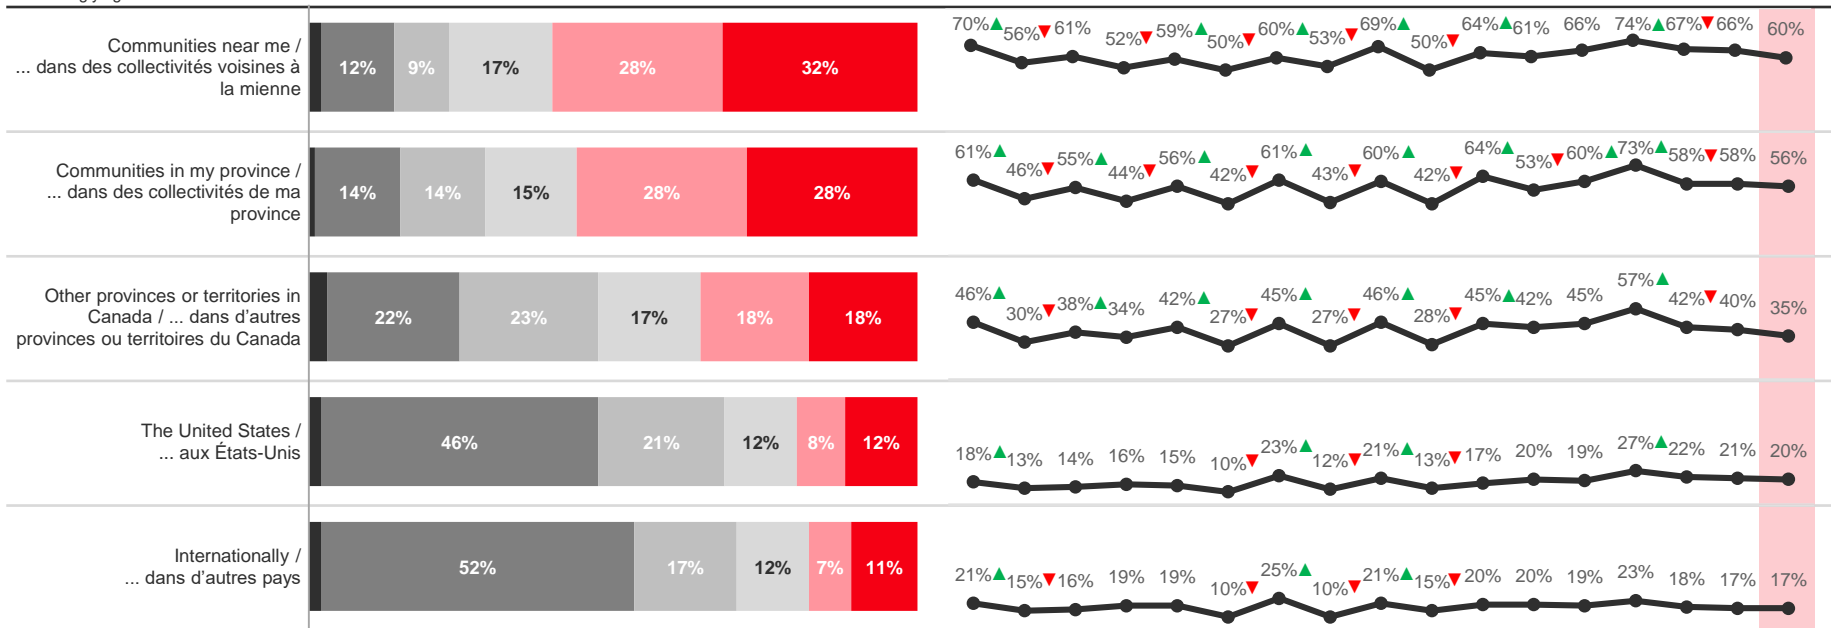 Communities near me /
... dans des collectivités voisines à
la mienne
12% 9% 17% 28% 32%
70% 56% 61% 52% 59% 50% 60% 53% 69% 50% 64% 61% 66% 74% 67% 66% 60%
Communities in my province /
... dans des collectivités de ma
province
14% 14% 15% 28% 28%
61% 46% 55% 44% 56% 42% 61% 43% 60% 42% 64% 53% 60% 73% 58% 58% 56%
Other provinces or territories in
Canada / ... dans d'autres
provinces ou territoires du Canada
22% 23% 17% 18% 18%
46% 30% 38% 34% 42% 27% 45% 27% 46% 28% 45% 42% 45% 57% 42% 40% 35%
The United States /
... aux États-Unis
46% 21% 12% 8% 12%
18% 13% 14% 16% 15% 10% 23% 12% 21% 13% 17% 20% 19% 27% 22% 21% 20%
Internationally /
... dans d'autres pays
52% 17% 12% 7% 11%
21% 15% 16% 19% 19% 10% 25% 10% 21% 15% 20% 20% 19% 23% 18% 17% 17%